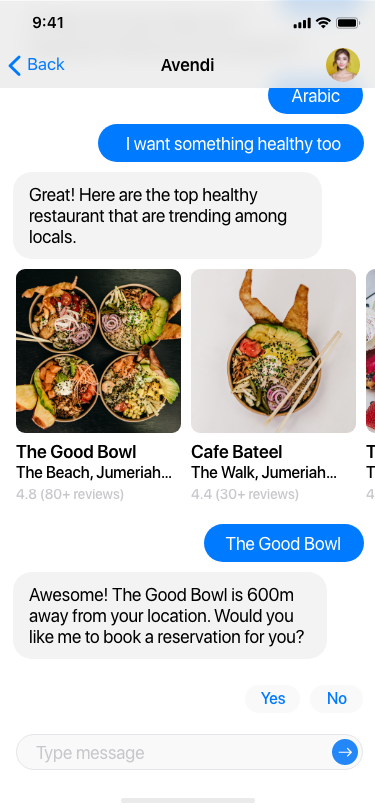 9:41
Back
Avendi
Arabic
I want something healthy too
Great! Here are the top healthy
restaurant that are trending among
locals.
The Good Bowl
The Beach, Jumeriah...
4.8 (80+ reviews)
Cafe Bateel
The Walk, Jumeriah...
4.4 (30+ reviews)
T
T
4
The Good Bowl
Awesome! The Good Bowl is 600m
away from your location. Would you
like me to book a reservation for you?
Yes
No
Type message